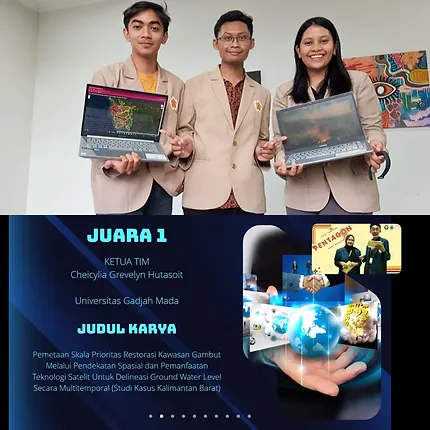 JUARA 1
KETUA TIM
Cheicylia Grevelyn Hutasoit
Universitas Gadjah Mada
JUDUL KARYA
Pemetaan Skala Prioritas Restorasi Kawasan Gambut
Melalui Pendekatan Spasial dan Pemanfaatan
Teknologi Satelit Untuk Delineasi Ground Water Level
Secara Multitemporal (Studi Kasus Kalimantan Barat)
PENTAGON